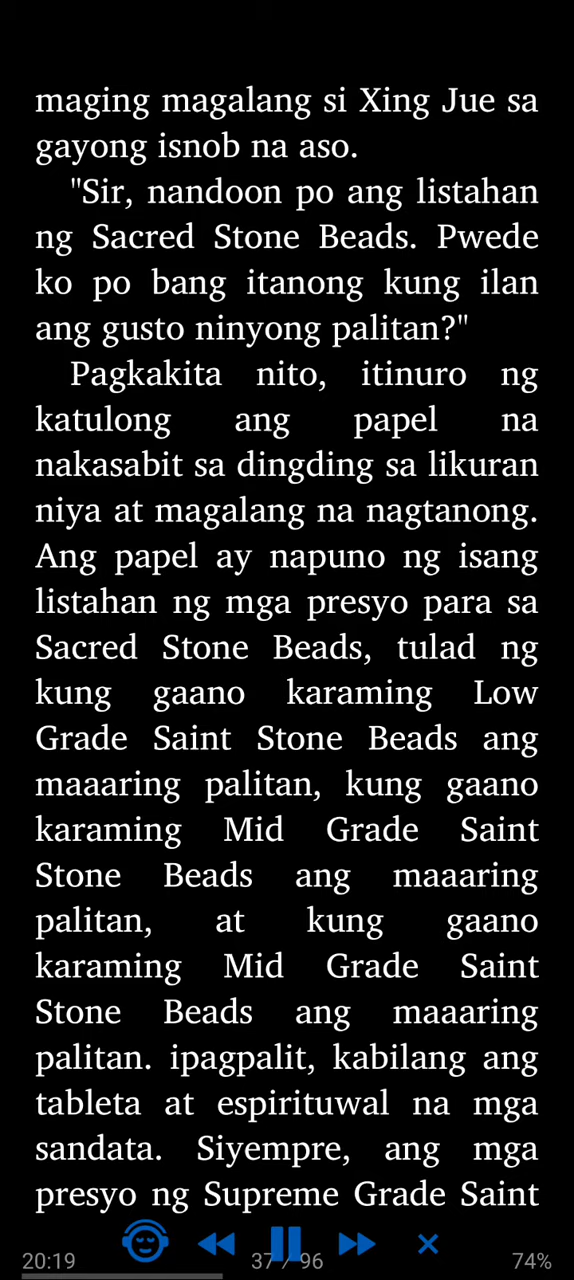 maging magalang si Xing Jue sa
gayong isnob na aso.
"Sir, nandoon po ang listahan
ng Sacred Stone Beads. Pwede
ko po bang itanong kung ilan
ang gusto ninyong palitan?"
Pagkakita nito, itinuro ng
katulong ang papel na
nakasabit sa dingding sa likuran
niya at magalang na nagtanong.
Ang papel ay napuno ng isang
listahan ng mga presyo para sa
Sacred Stone Beads, tulad ng
kung gaano karaming Low
Grade Saint Stone Beads ang
maaaring palitan, kung gaano
karaming Mid Grade Saint
Stone Beads ang maaaring
palitan, at kung gaano
karaming Mid Grade Saint
Stone Beads ang maaaring
palitan. ipagpalit, kabilang ang
tableta at espirituwal na mga
sandata. Siyempre, ang mga
presyo ng Supreme Grade Saint
20:19 37 / 96 74%